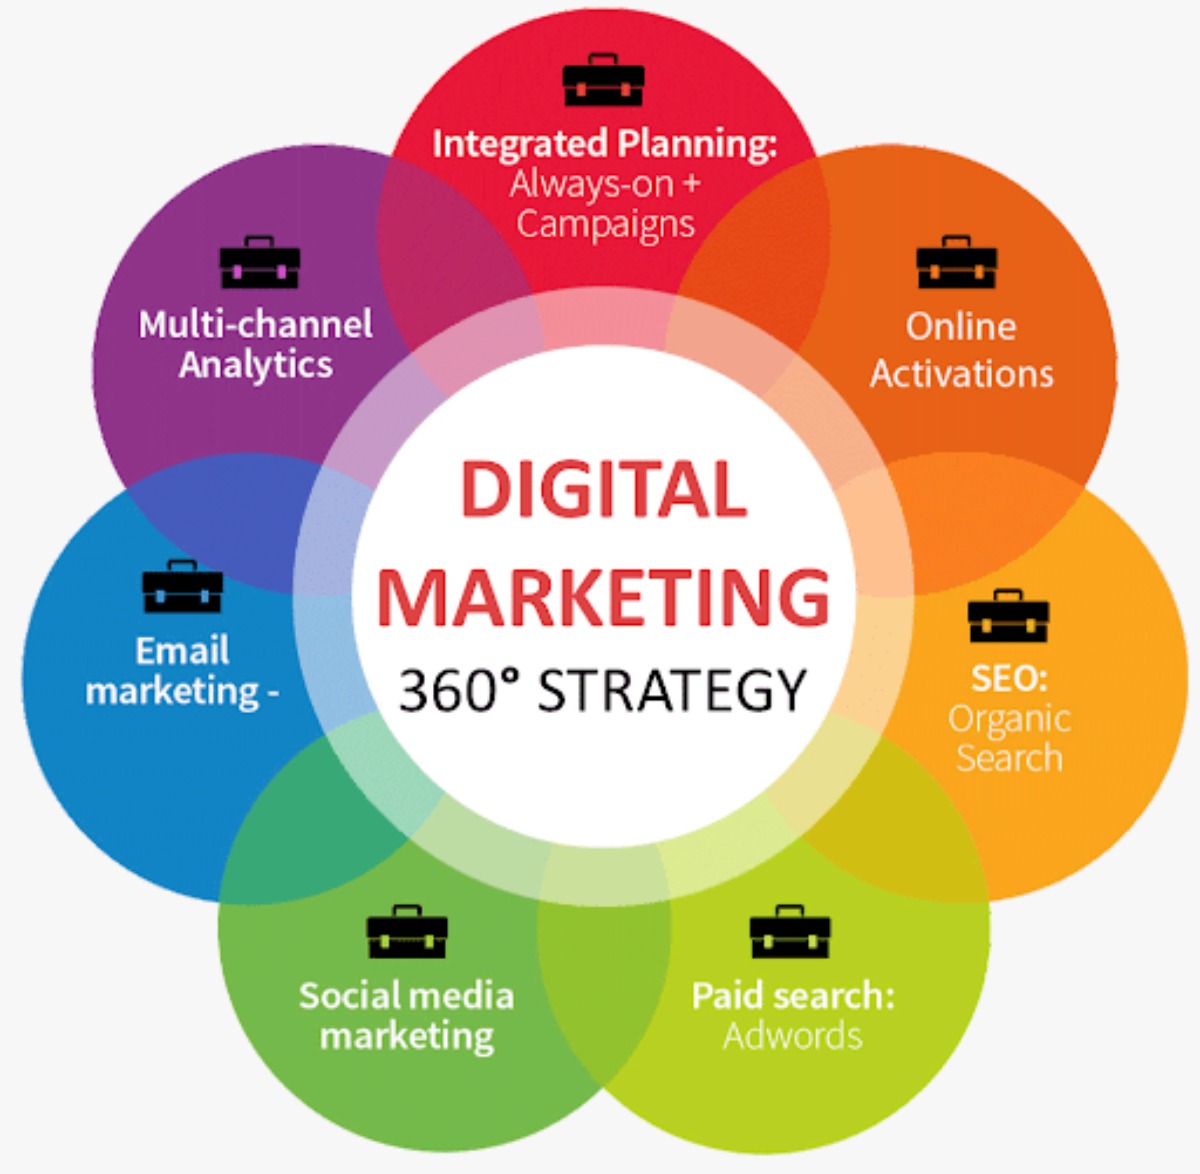 Integrated Planning:
Always-on +
Campaigns
Online
Activations
SEO:
Organic
Search
Paid search:
Adwords
Social media
marketing
Email
marketing -
Multi-channel
Analytics
DIGITAL
MARKETING
360° STRATEGY